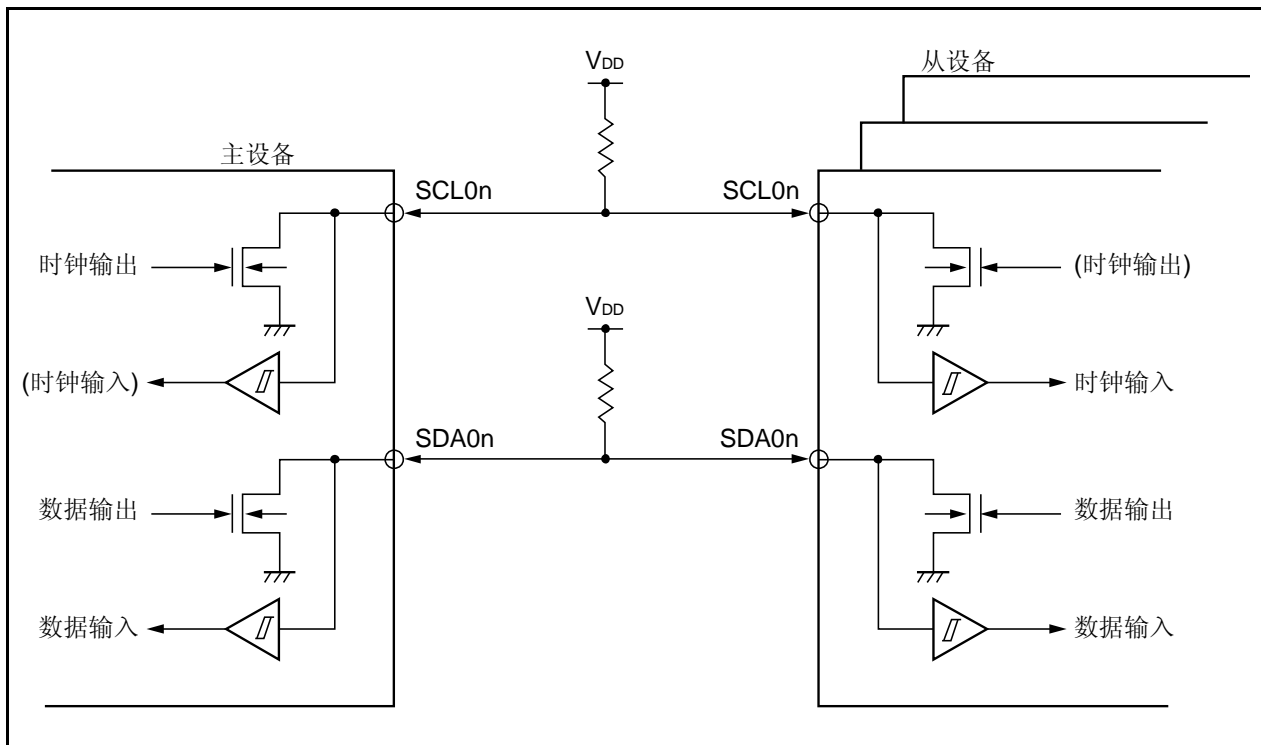 VDD
从设备
主设备
SCL0n
SCL0n
时钟输出
(时钟输出)
VDD
(时钟输入)
时钟输入
SDA0n
SDA0n
数据输出
数据输出
数据输入
数据输入